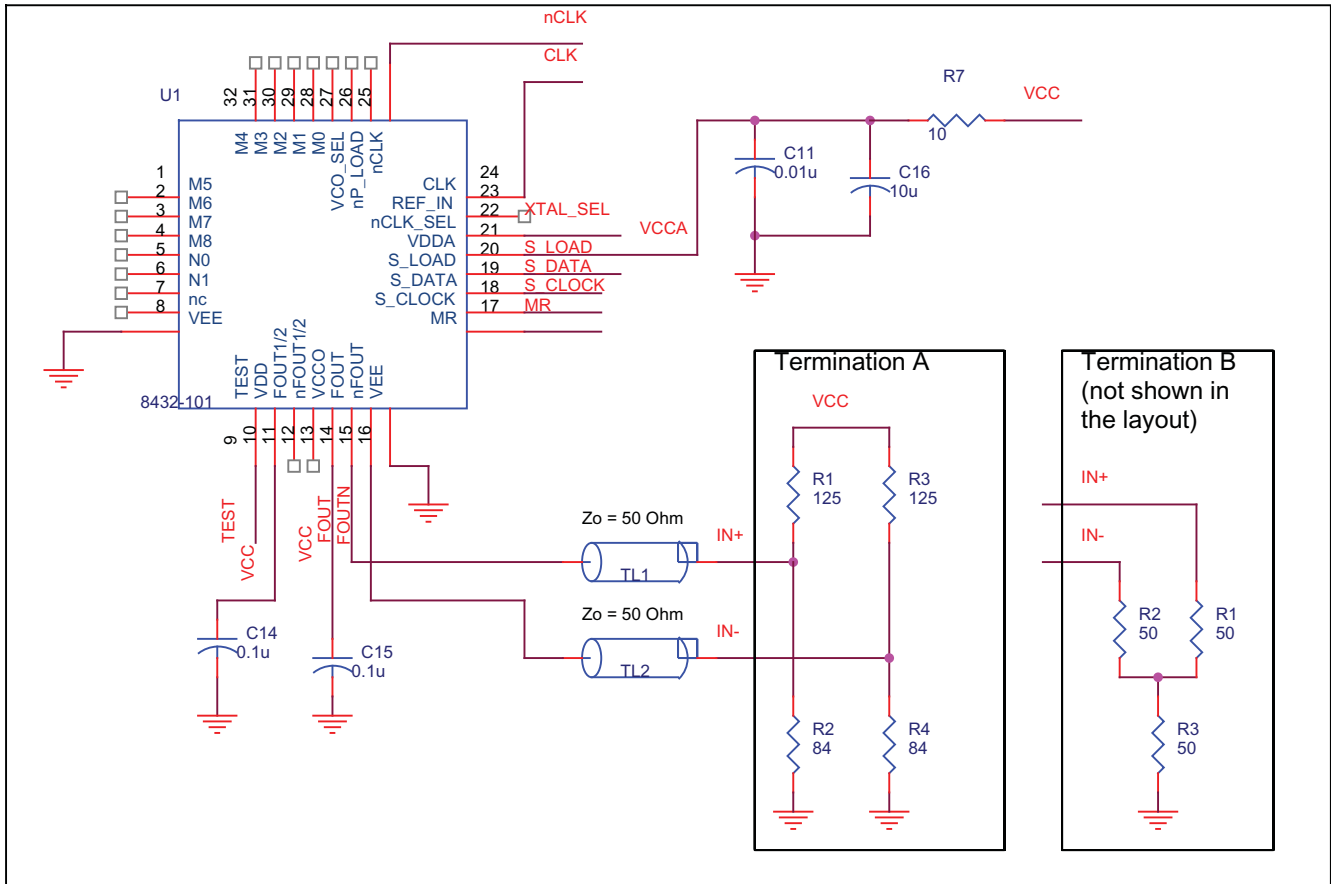 nCLK
CLK
U1
32
31
30
29
28
27
26
25
M4
M3
M2
M1
M0
VCO_SEL
nP_LOAD
nCLK
1
2
3
4
5
6
7
8
M5
M6
M7
M8
N0
N1
nc
VEE
24
23
22
21
20
19
18
17
CLK
REF_IN
nCLK_SEL
VDDA
S_LOAD
S_DATA
S_CLOCK
MR
XTAL_SEL
VCCA
S_LOAD
S_DATA
S_CLOCK
MR
TEST
VDD
FOUT1/2
nFOUT1/2
VCCO
FOUT
nFOUT
VEE
8432-101
9
10
11
12
13
14
15
16
TEST
VCC
VCC
FOUT
FOUTN
C14
0.1u
C15
0.1u
R7
10
VCC
C11
0.01u
C16
10u
Zo = 50 Ohm
TL1
IN+
Zo = 50 Ohm
TL2
IN-
Termination A
VCC
R1
125
R3
125
R2
84
R4
84
Termination B
(not shown in
the layout)
IN+
IN-
R2
50
R1
50
R3
50